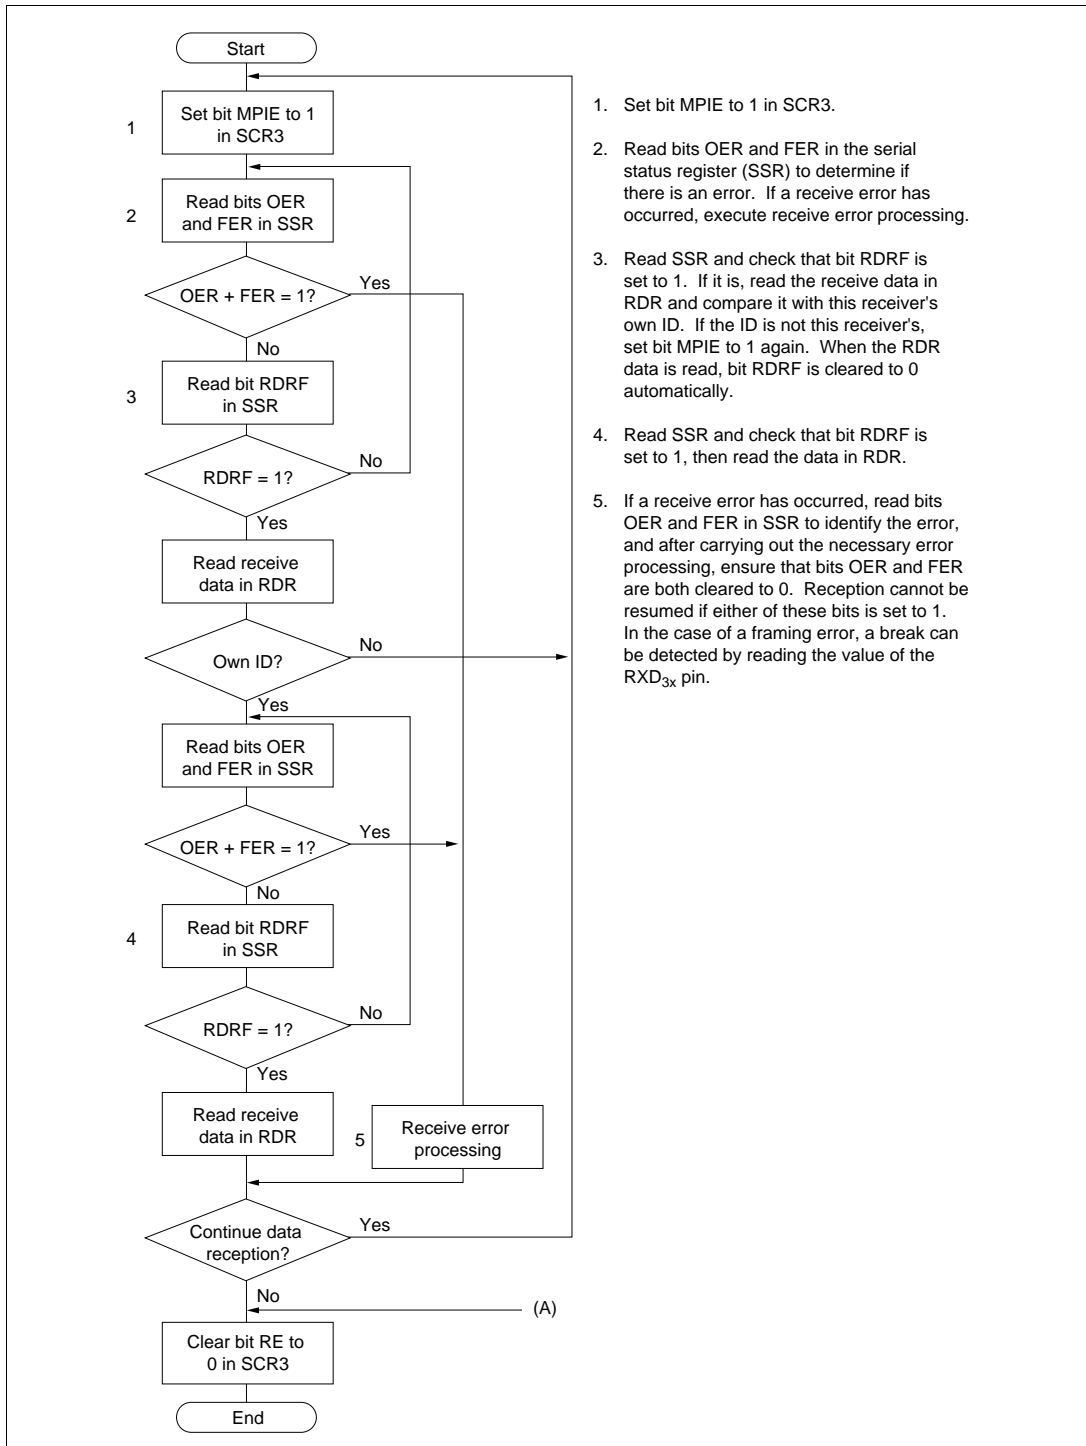 Start
1
Set bit MPIE to 1
in SCR3
2
Read bits OER
and FER in SSR
OER + FER = 1?
Yes
No
3
Read bit RDRF
in SSR
RDRF = 1?
No
Yes
Read receive
data in RDR
Own ID?
No
Yes
Read bits OER
and FER in SSR
OER + FER = 1?
Yes
No
4
Read bit RDRF
in SSR
RDRF = 1?
No
Yes
Read receive
data in RDR
5
Receive error
processing
Continue data
reception?
Yes
No
(A)
Clear bit RE to
0 in SCR3
End
1. Set bit MPIE to 1 in SCR3.
2. Read bits OER and FER in the serial
status register (SSR) to determine if
there is an error. If a receive error has
occurred, execute receive error processing.
3. Read SSR and check that bit RDRF is
set to 1. If it is, read the receive data in
RDR and compare it with this receiver's
own ID. If the ID is not this receiver's,
set bit MPIE to 1 again. When the RDR
data is read, bit RDRF is cleared to 0
automatically.
4. Read SSR and check that bit RDRF is
set to 1, then read the data in RDR.
5. If a receive error has occurred, read bits
OER and FER in SSR to identify the error,
and after carrying out the necessary error
processing, ensure that bits OER and FER
are both cleared to 0. Reception cannot be
resumed if either of these bits is set to 1.
In the case of a framing error, a break can
be detected by reading the value of the
RXD3x pin.